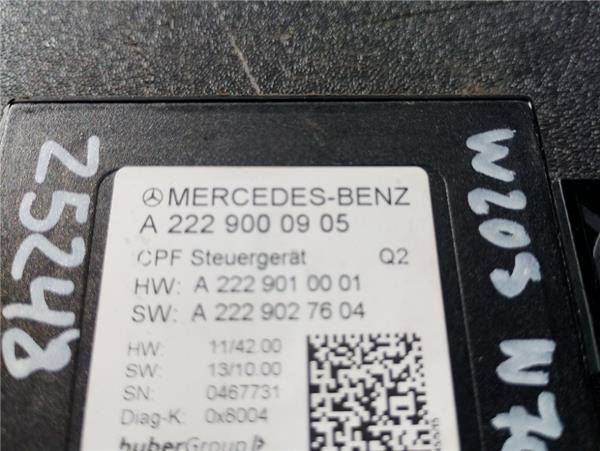 25248
MERCEDES-BENZ
A 222 900 09 05
CPF Steuergerät Q2
HW: A 222 901 00 01
SW: A 222 902 76 04
HW: 11/42.00
SW: 13/10.00
SN: 0467731
Diag-K: 0x6004
huberGroup
W203